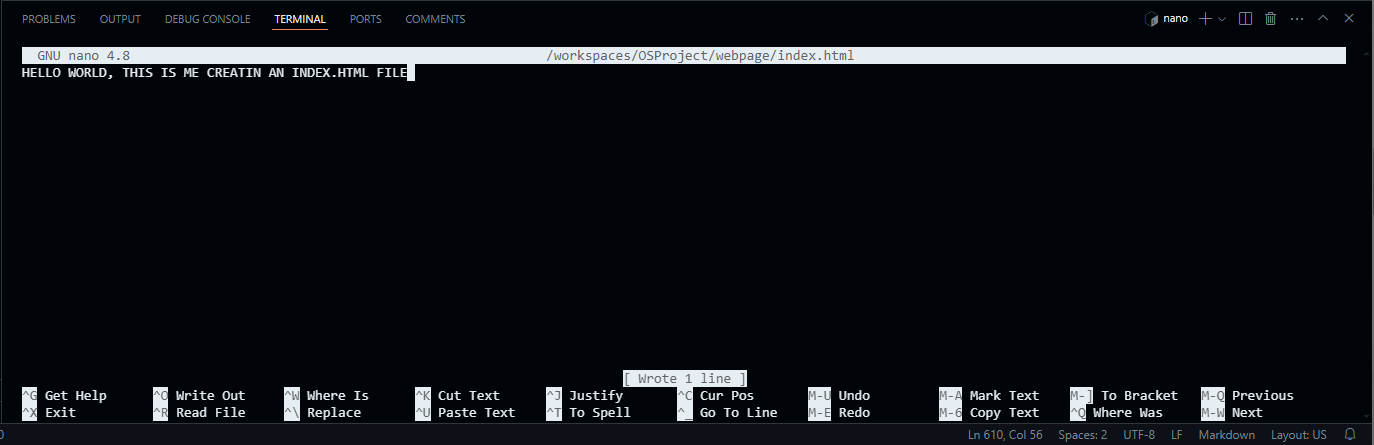 PROBLEMS OUTPUT DEBUG CONSOLE TERMINAL PORTS COMMENTS nano
GNU nano 4.8 /workspaces/OSProject/webpage/index.html
HELLO WORLD, THIS IS ME CREATIN AN INDEX.HTML FILE
[ Wrote 1 line ]
^G Get Help ^O Write Out ^W Where Is ^K Cut Text ^J Justify ^C Cur Pos M-U Undo M-A Mark Text M-] To Bracket M-Q Previous
^X Exit ^R Read File ^\ Replace ^U Paste Text ^T To Spell ^_ Go To Line M-E Redo M-6 Copy Text ^Q Where Was M-W Next
0 Ln 610, Col 56 Spaces: 2 UTF-8 LF Markdown Layout: US